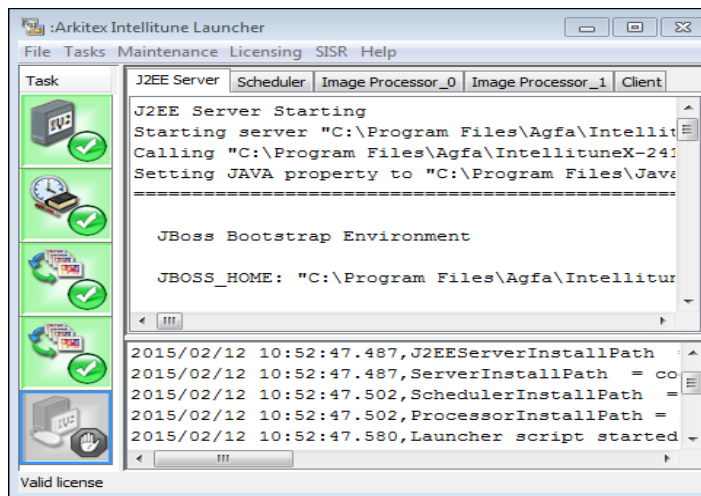 :Arkitex Intellitune Launcher
File Tasks Maintenance Licensing SISR Help
Task
J2EE Server Scheduler Image Processor_0 Image Processor_1 Client
J2EE Server Starting
Starting server "C:\Program Files\Agfa\Intellit
Calling "C:\Program Files\Agfa\IntellituneX-241
Setting JAVA property to "C:\Program Files\Java
===============================================
JBoss Bootstrap Environment
JBOSS_HOME: "C:\Program Files\Agfa\Intellitun
2015/02/12 10:52:47.487,J2EEServerInstallPath =
2015/02/12 10:52:47.487,ServerInstallPath = co
2015/02/12 10:52:47.502,SchedulerInstallPath =
2015/02/12 10:52:47.502,ProcessorInstallPath =
2015/02/12 10:52:47.580,Launcher script started
Valid license